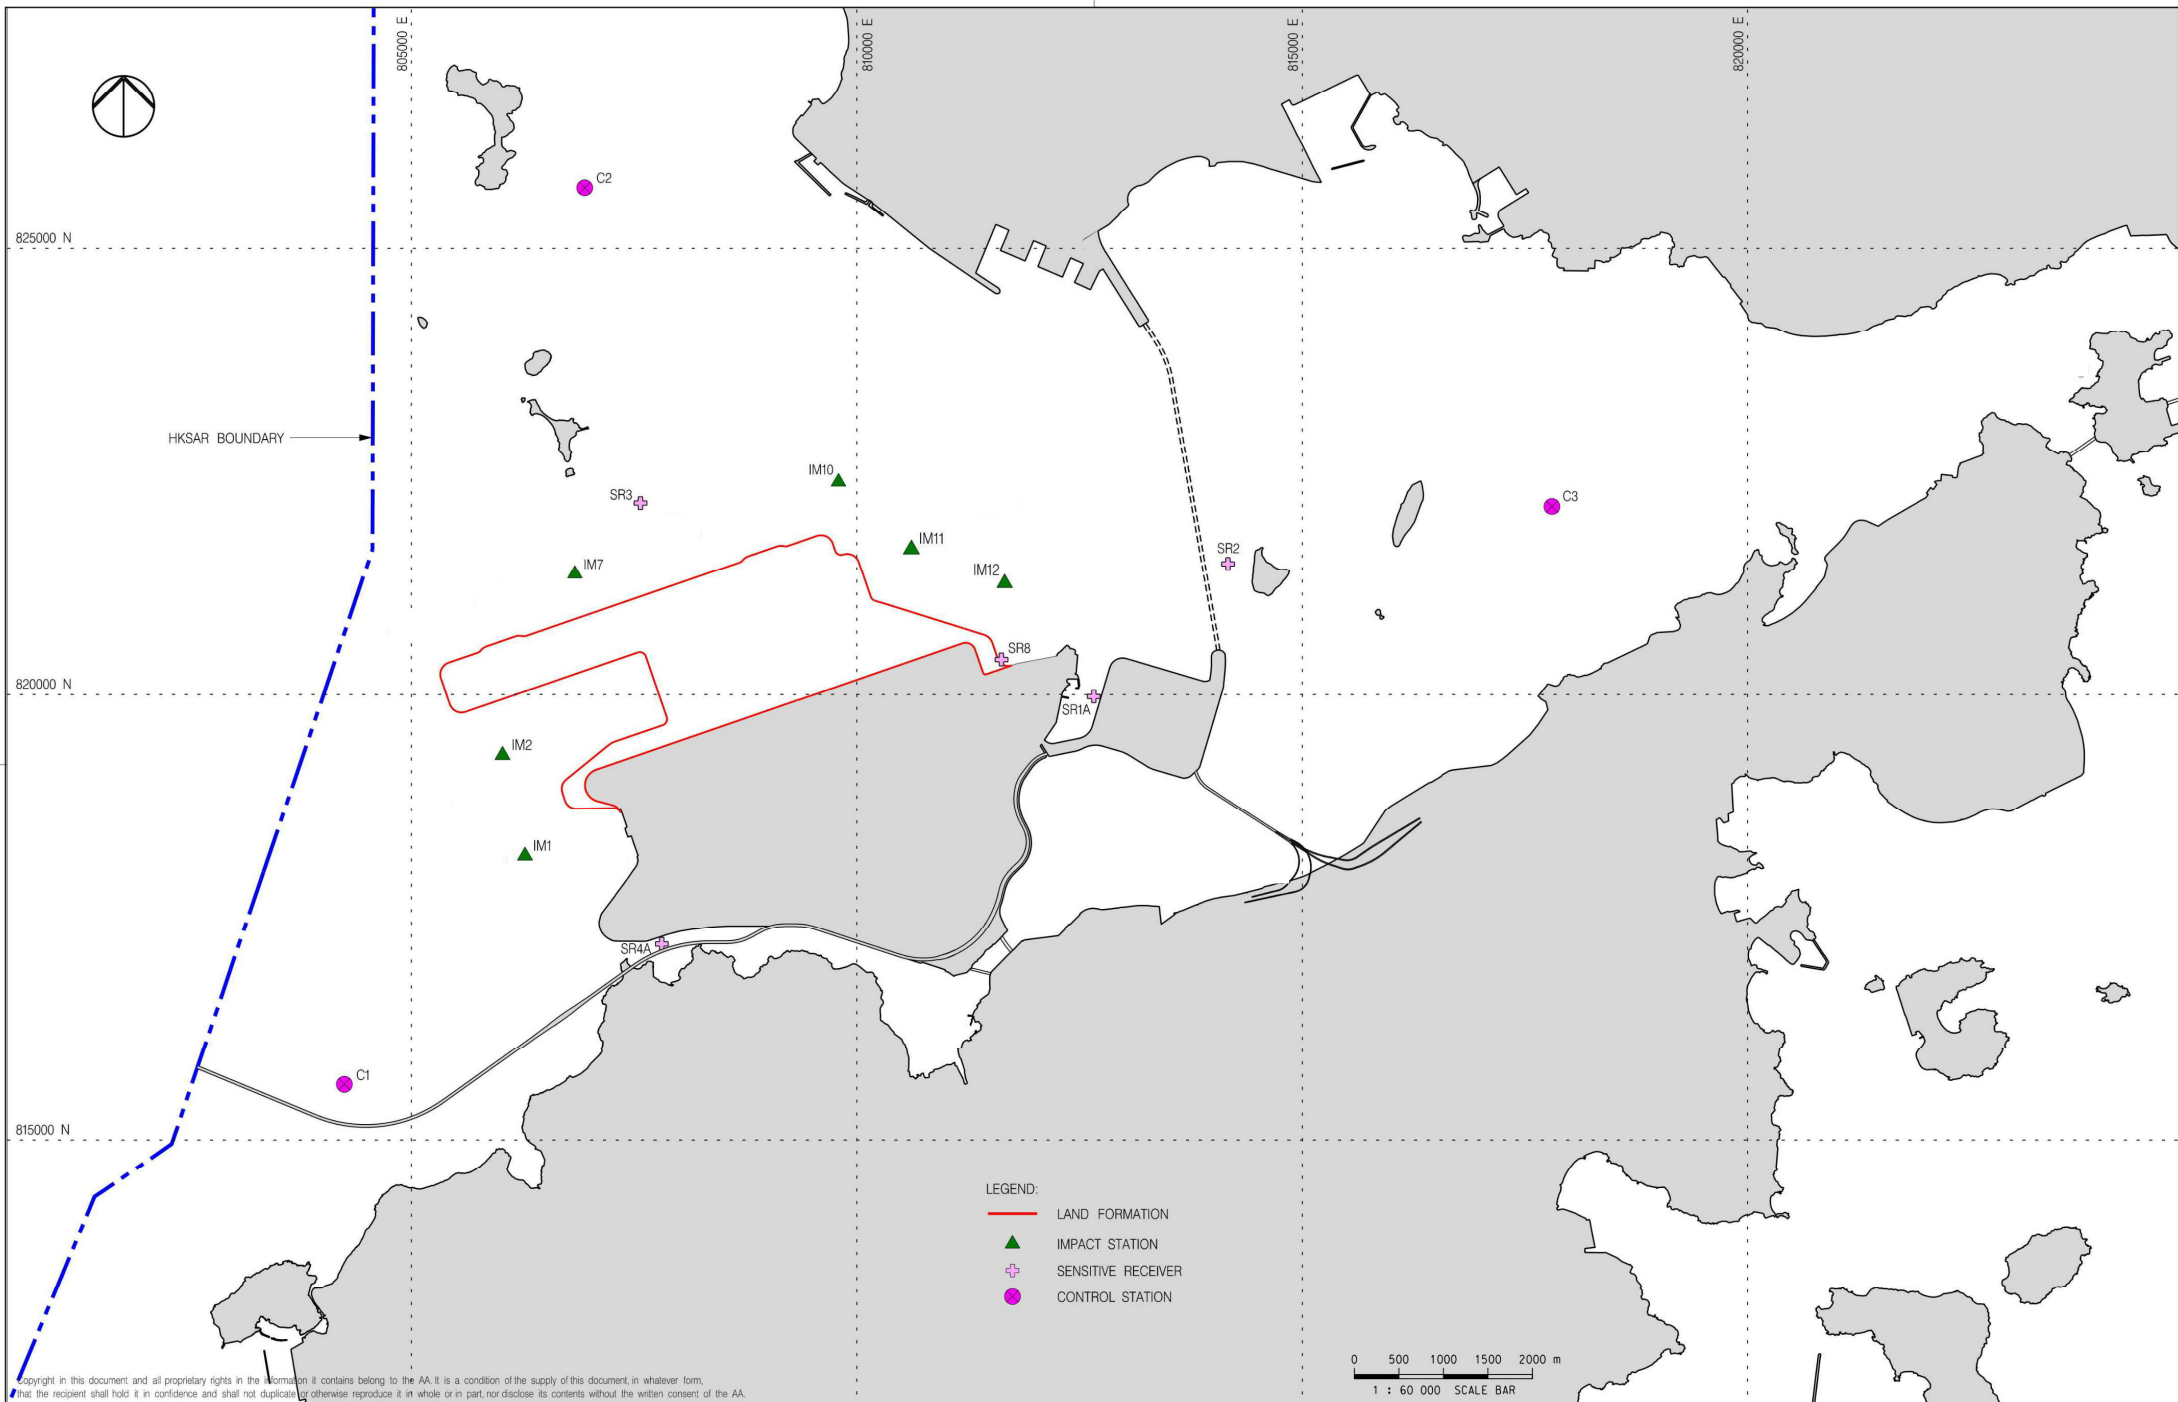 805000 E
810000 E
815000 E
820000 E
C2
825000 N
HKSAR BOUNDARY
IM10
SR3
C3
IM11
SR2
IM7
IM12
SR8
820000 N
SR1A
IM2
IM1
SR4A
C1
815000 N
LEGEND:
LAND FORMATION
IMPACT STATION
SENSITIVE RECEIVER
CONTROL STATION
0 500 1000 1500 2000 m
1 : 60 000 SCALE BAR
Copyright in this document and all proprietary rights in the information it contains belong to the AA. It is a condition of the supply of this document, in whatever form,
that the recipient shall hold it in confidence and shall not duplicate or otherwise reproduce it in whole or in part, nor disclose its contents without the written consent of the AA.